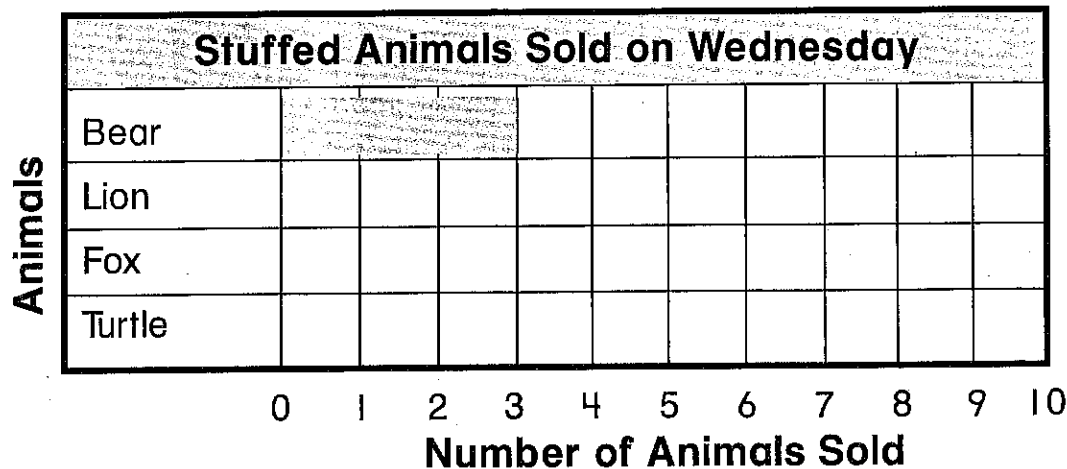 Stuffed Animals Sold on Wednesday
Animals
Bear
Lion
Fox
Turtle
0 1 2 3 4 5 6 7 8 9 10
Number of Animals Sold